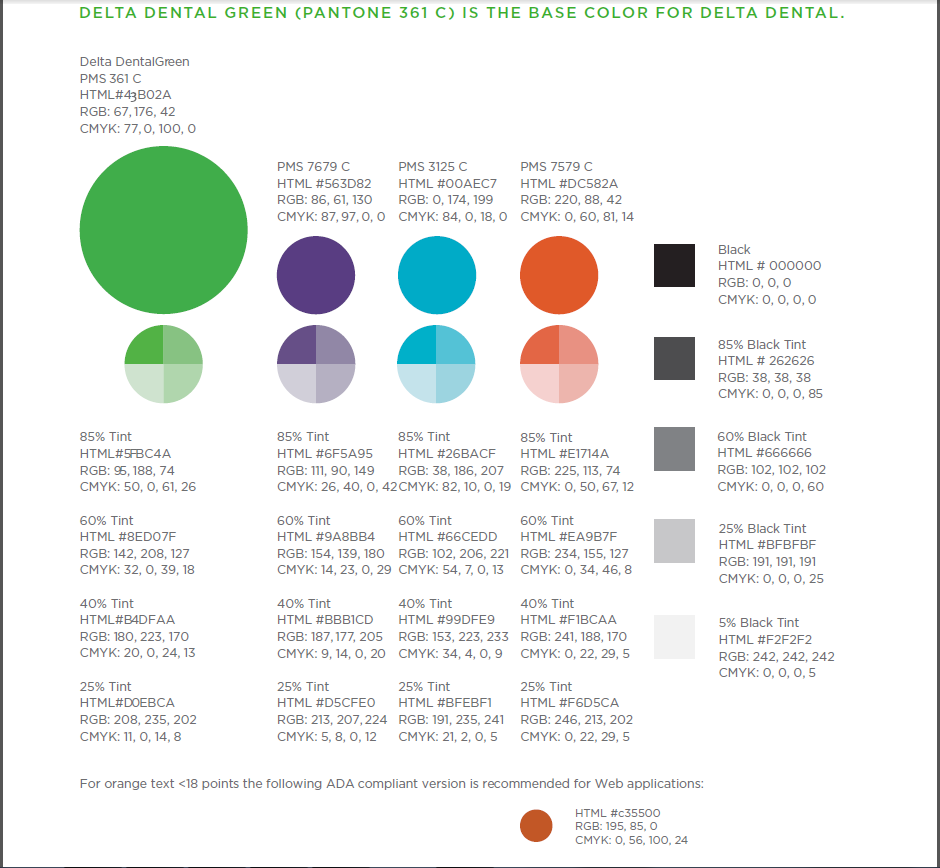 DELTA DENTAL GREEN (PANTONE 361 C) IS THE BASE COLOR FOR DELTA DENTAL.
Delta DentalGreen
PMS 361 C
HTML#43B02A
RGB: 67, 176, 42
CMYK: 77, 0, 100, 0
PMS 7679 C
HTML #563D82
RGB: 86, 61, 130
CMYK: 87, 97, 0, 0
PMS 3125 C
HTML #00AEC7
RGB: 0, 174, 199
CMYK: 84, 0, 18, 0
PMS 7579 C
HTML #DC582A
RGB: 220, 88, 42
CMYK: 0, 60, 81, 14
Black
HTML # 000000
RGB: 0, 0, 0
CMYK: 0, 0, 0, 0
85% Black Tint
HTML # 262626
RGB: 38, 38, 38
CMYK: 0, 0, 0, 85
60% Black Tint
HTML #666666
RGB: 102, 102, 102
CMYK: 0, 0, 0, 60
25% Black Tint
HTML #BFBFBF
RGB: 191, 191, 191
CMYK: 0, 0, 0, 25
5% Black Tint
HTML #F2F2F2
RGB: 242, 242, 242
CMYK: 0, 0, 0, 5
85% Tint
HTML#5FBC4A
RGB: 95, 188, 74
CMYK: 50, 0, 61, 26
85% Tint
HTML #6F5A95
RGB: 111, 90, 149
CMYK: 26, 40, 0, 42
85% Tint
HTML #26BACF
RGB: 38, 186, 207
CMYK: 82, 10, 0, 19
85% Tint
HTML #E1714A
RGB: 225, 113, 74
CMYK: 0, 50, 67, 12
60% Tint
HTML #8ED07F
RGB: 142, 208, 127
CMYK: 32, 0, 39, 18
60% Tint
HTML #9A8BB4
RGB: 154, 139, 180
CMYK: 14, 23, 0, 29
60% Tint
HTML #66CEDD
RGB: 102, 206, 221
CMYK: 54, 7, 0, 13
60% Tint
HTML #EA9B7F
RGB: 234, 155, 127
CMYK: 0, 34, 46, 8
40% Tint
HTML#B4DFAA
RGB: 180, 223, 170
CMY: 20, 0, 24, 13
40% Tint
HTML #BBB1CD
RGB: 187, 177, 205
CMYK: 9, 14, 0, 20
40% Tint
HTML #99DFE9
RGB: 153, 223, 233
CMYK: 34, 4, 0, 9
40% Tint
HTML #F1BCAA
RGB: 241, 188, 170
CMYK: 0, 22, 29, 5
25% Tint
HTML#D0EBCA
RGB: 208, 235, 202
CMYK: 11, 0, 14, 8
25% Tint
HTML #D5CFE0
RGB: 213, 207, 224
CMYK: 5, 8, 0, 12
25% Tint
HTML #BFEBF1
RGB: 191, 235, 241
CMYK: 21, 2, 0, 5
25% Tint
HTML #F6D5CA
RGB: 246, 213, 202
CMYK: 0, 22, 29, 5
For orange text <18 points the following ADA compliant version is recommended for Web applications:
HTML #c35500
RGB: 195, 85, 0
CMYK: 0, 56, 100, 24